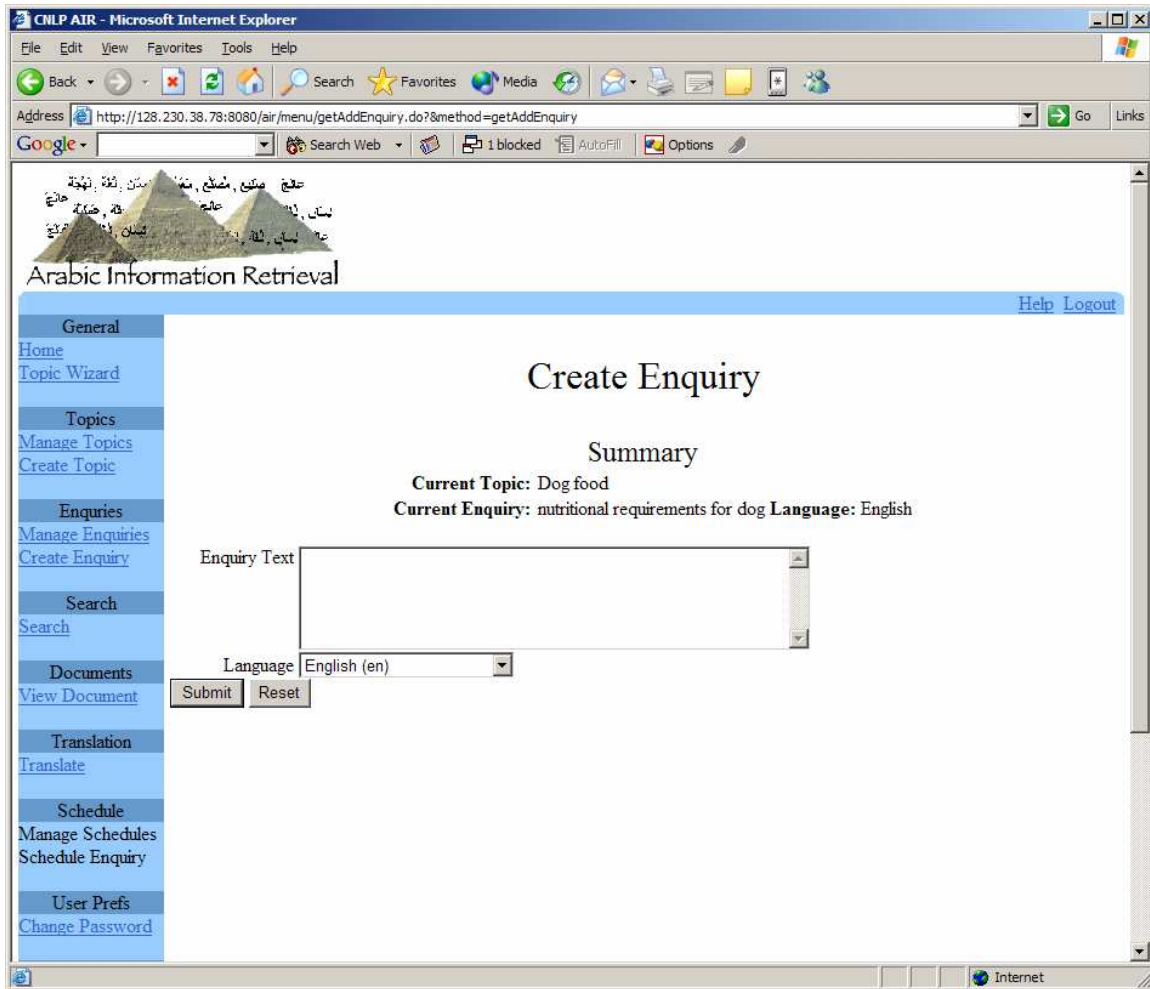 CNLP AIR - Microsoft Internet Explorer
File Edit View Favorites Tools Help
Back Search Favorites Media
Address http://128.230.38.78:8080/air/menu/getAddEnquiry.do?&method=getAddEnquiry Go Links
Google Search Web 1 blocked AutoFill Options
Arabic Information Retrieval
Help Logout
General
Home
Topic Wizard
Topics
Manage Topics
Create Topic
Enquries
Manage Enquiries
Create Enquiry
Search
Search
Documents
View Document
Translation
Translate
Schedule
Manage Schedules
Schedule Enquiry
User Prefs
Change Password
Create Enquiry
Summary
Current Topic: Dog food
Current Enquiry: nutritional requirements for dog Language: English
Enquiry Text
Language English (en)
Submit Reset
Internet